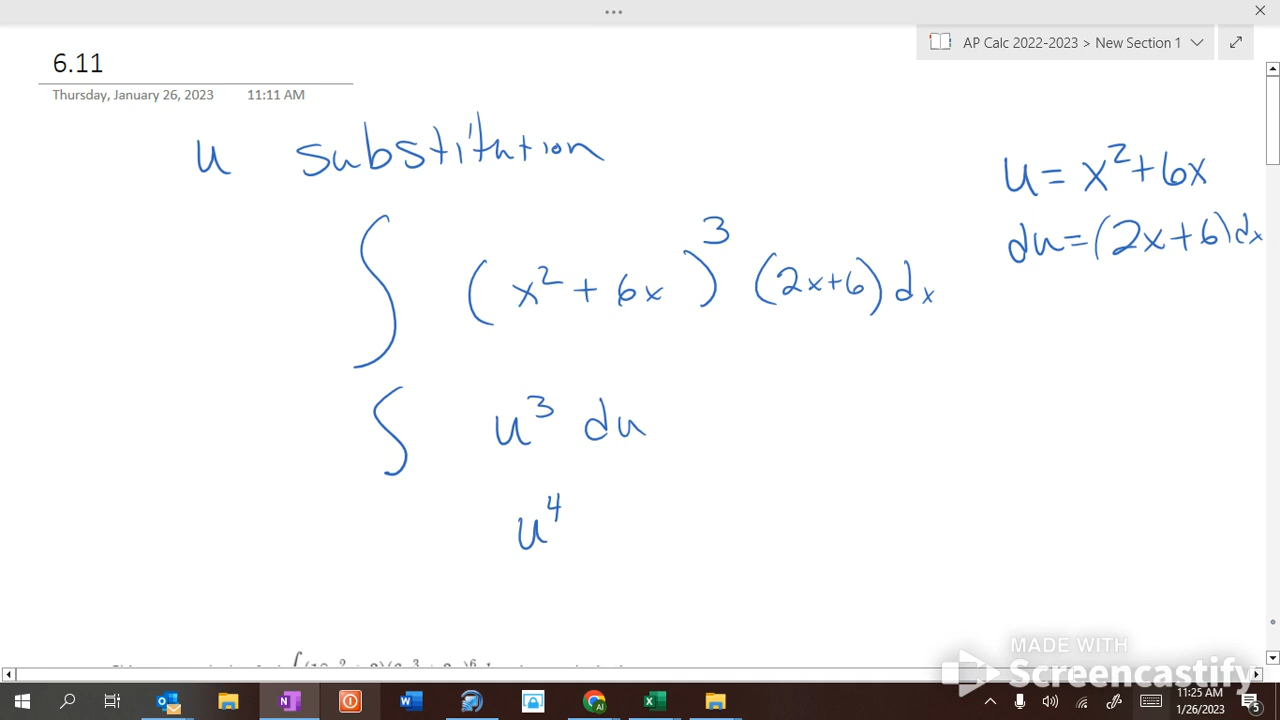 AP Calc 2022-2023 > New Section 1
6.11
Thursday, January 26, 2023 11:11 AM
u substitution
u = x² + 6x
du = (2x + 6) dx
∫ (x² + 6x)³ (2x+6) dx
∫ u³ du
u⁴
MADE WITH
Screencastify
11:25 AM
1/26/2023
5